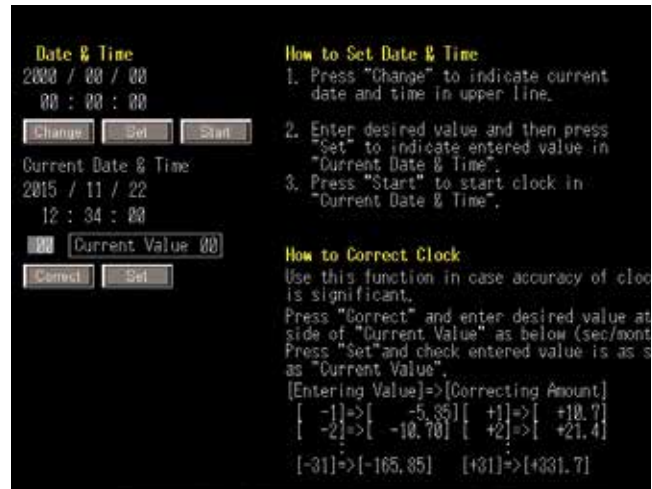 Date & Time
2000 / 00 / 00
00 : 00 : 00
Change Set Start
Current Date & Time
2015 / 11 / 22
12 : 34 : 00
00 Current Value 00
Correct Set
How to Set Date & Time
1. Press "Change" to indicate current
date and time in upper line.
2. Enter desired value and then press
"Set" to indicate entered value in
"Current Date & Time".
3. Press "Start" to start clock in
"Current Date & Time".
How to Correct Clock
Use this function in case accuracy of cloc
is significant.
Press "Correct" and enter desired value at
side of "Current Value" as below (sec/mont
Press "Set"and check entered value is as s
as "Current Value".
[Entering Value]=>[Correcting Amount]
[ -1]=>[ -5.35][ +1]=>[ +10.7]
[ -2]=>[ -10.70][ +2]=>[ +21.4]
: :
[-31]=>[-165.85] [+31]=>[+331.7]